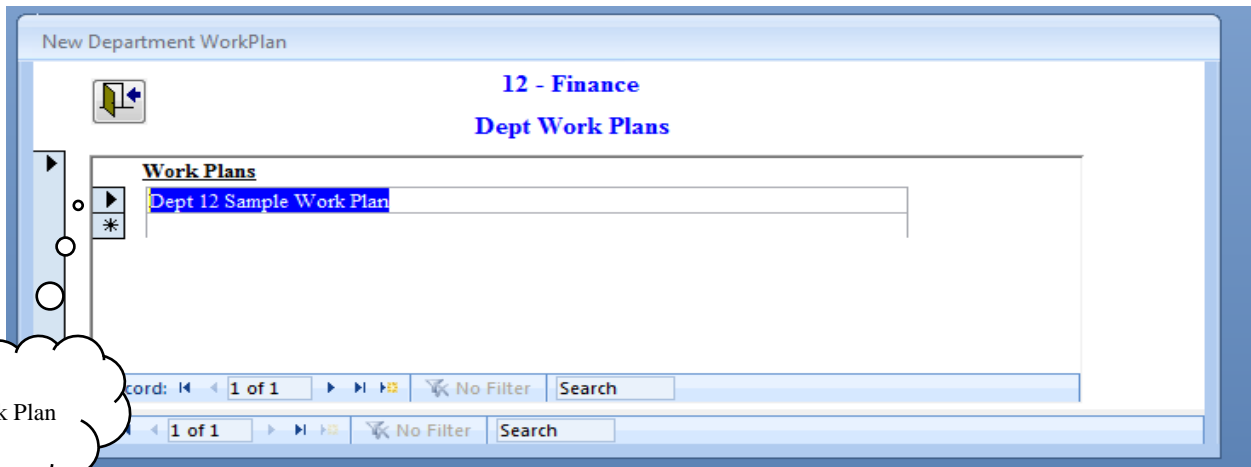 New Department WorkPlan
12 - Finance
Dept Work Plans
Work Plans
Dept 12 Sample Work Plan
1 of 1 No Filter Search
Plan
1 of 1 No Filter Search